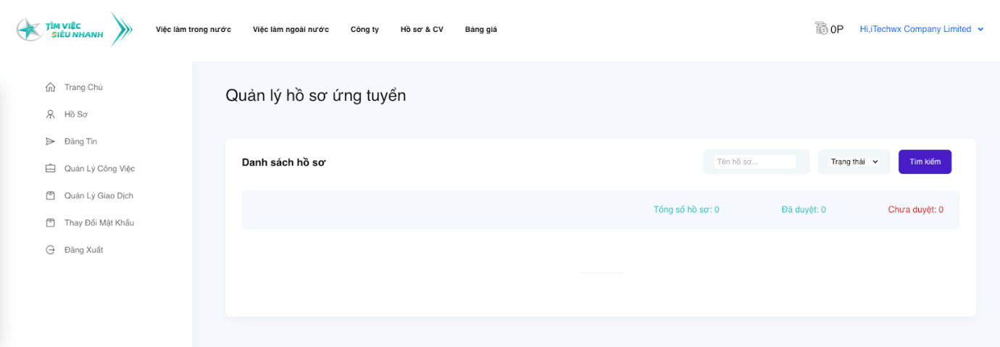 TÌM VIỆC
SIÊU NHANH
Việc làm trong nước Việc làm ngoài nước Công ty Hồ sơ & CV Bảng giá
0P Hi,iTechwx Company Limited
Trang Chủ
Hồ Sơ
Đăng Tin
Quản Lý Công Việc
Quản Lý Giao Dịch
Thay Đổi Mật Khẩu
Đăng Xuất
Quản lý hồ sơ ứng tuyển
Danh sách hồ sơ Tên hồ sơ... Trạng thái Tìm kiếm
Tổng số hồ sơ: 0 Đã duyệt: 0 Chưa duyệt: 0